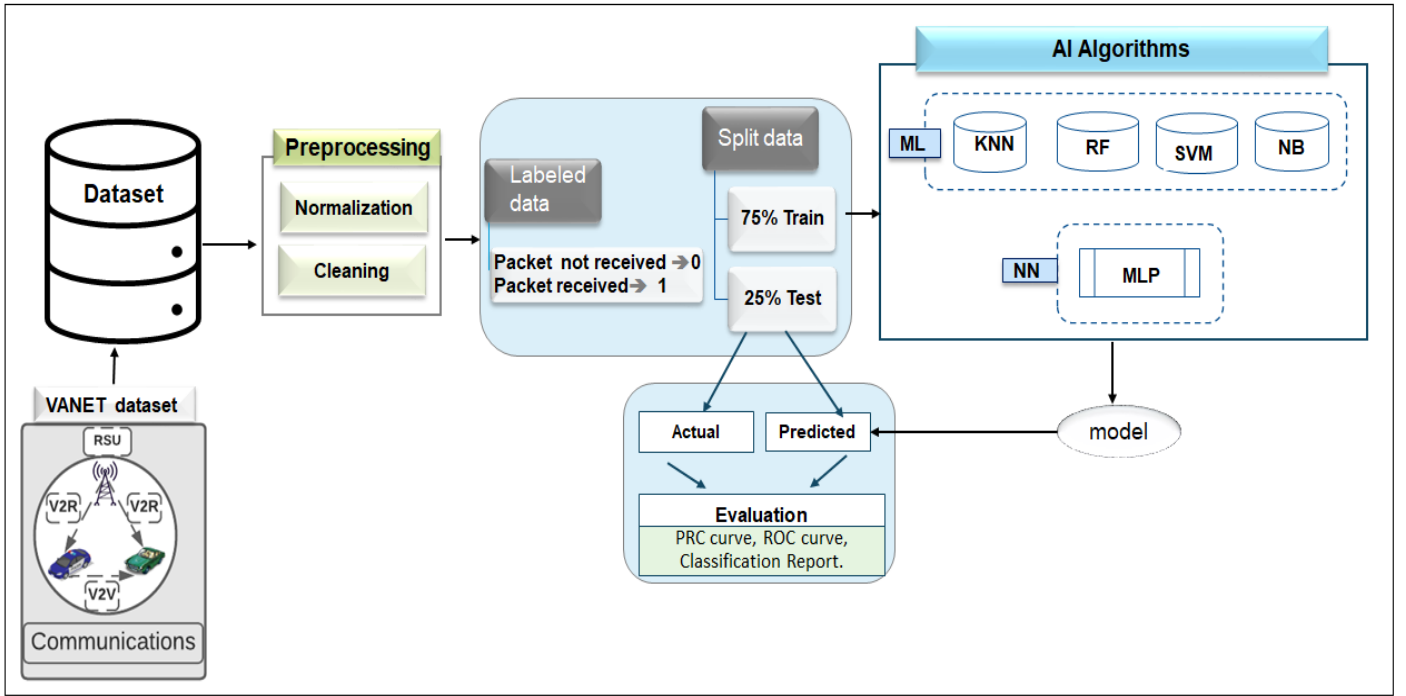 AI Algorithms
ML
KNN
RF
SVM
NB
NN
MLP
Dataset
Preprocessing
Normalization
Cleaning
Labeled
data
Packet not received ➔0
Packet received➔ 1
Split data
75% Train
25% Test
VANET dataset
RSU
V2R
V2R
V2V
Communications
Actual
Predicted
model
Evaluation
PRC curve, ROC curve,
Classification Report.